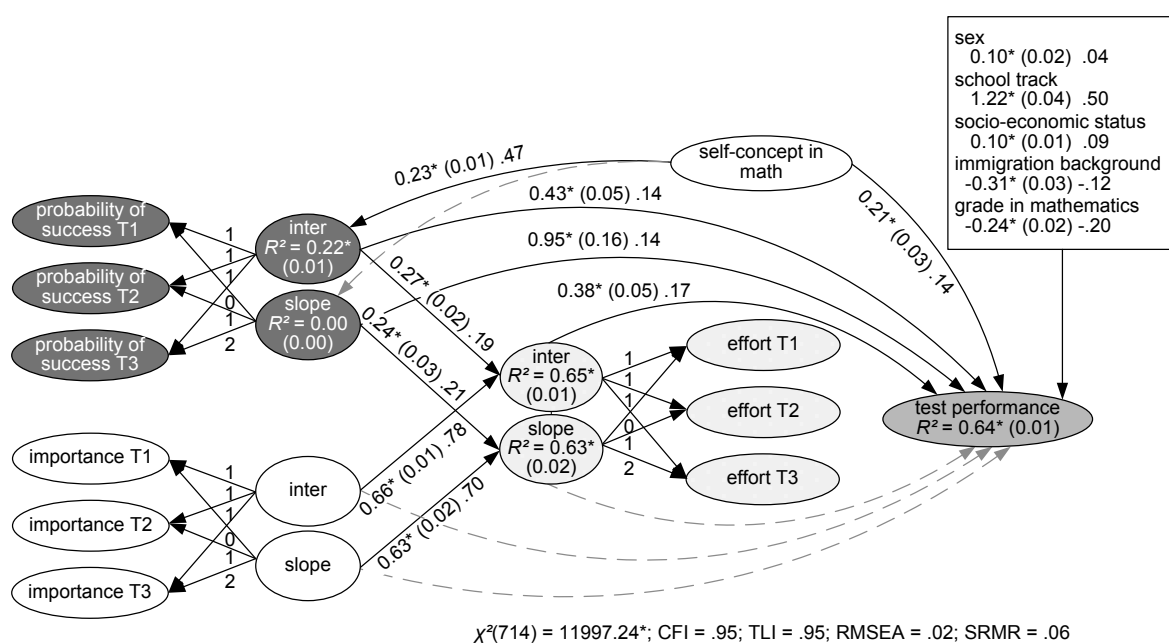 sex
0.10* (0.02) .04
school track
1.22* (0.04) .50
socio-economic status
0.10* (0.01) .09
immigration background
-0.31* (0.03) -.12
grade in mathematics
-0.24* (0.02) -.20
self-concept in
math
0.23* (0.01) .47
0.43* (0.05) .14
0.21* (0.03) .14
0.95* (0.16) .14
0.38* (0.05) .17
probability of
success T1
probability of
success T2
probability of
success T3
1
1
1
0
1
2
inter
R² = 0.22*
(0.01)
slope
R² = 0.00
(0.00)
0.27* (0.02) .19
0.24* (0.03) .21
inter
R² = 0.65*
(0.01)
slope
R² = 0.63*
(0.02)
1
1
1
0
1
2
effort T1
effort T2
effort T3
test performance
R² = 0.64* (0.01)
importance T1
importance T2
importance T3
1
1
1
0
1
2
inter
slope
0.66* (0.01) .78
0.63* (0.02) .70
χ²(714) = 11997.24*; CFI = .95; TLI = .95; RMSEA = .02; SRMR = .06